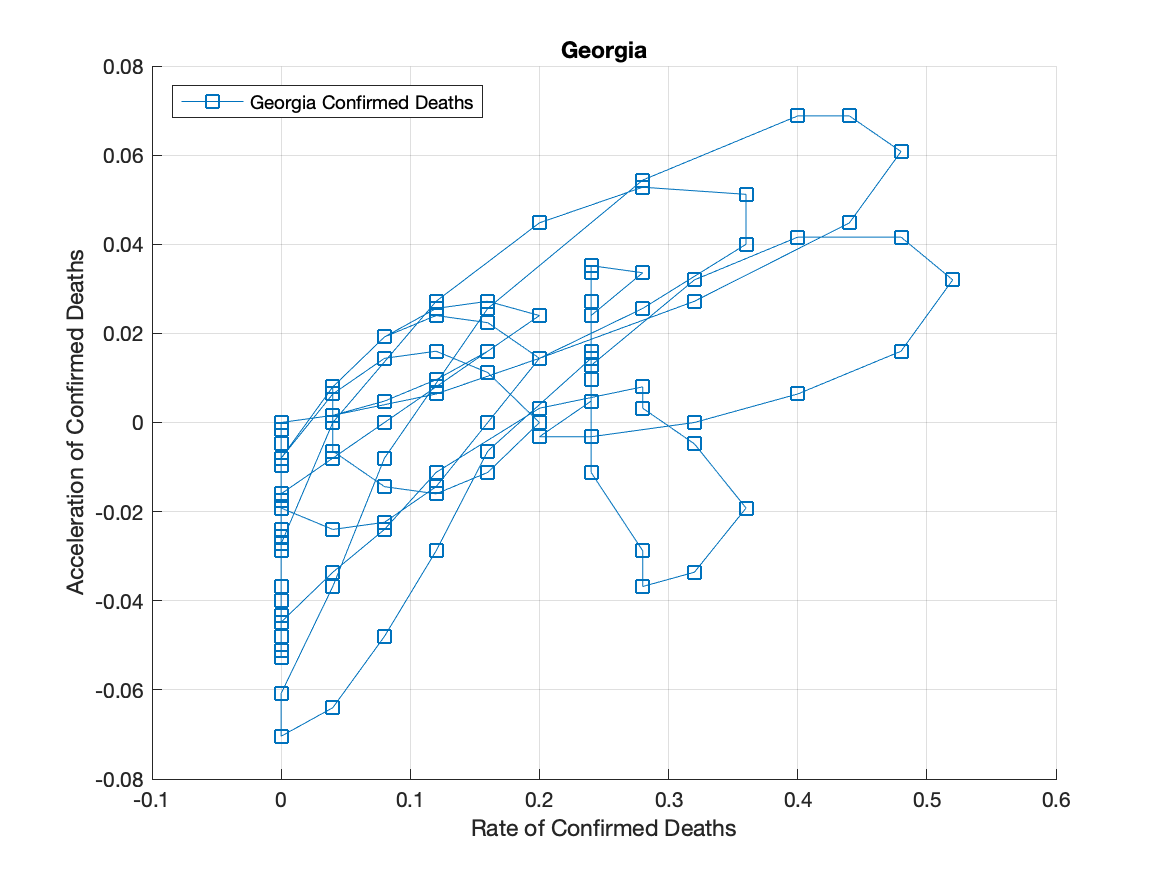 Georgia
0.08
Georgia Confirmed Deaths
0.06
0.04
0.02
0
-0.02
-0.04
-0.06
-0.08
Acceleration of Confirmed Deaths
-0.1 0 0.1 0.2 0.3 0.4 0.5 0.6
Rate of Confirmed Deaths